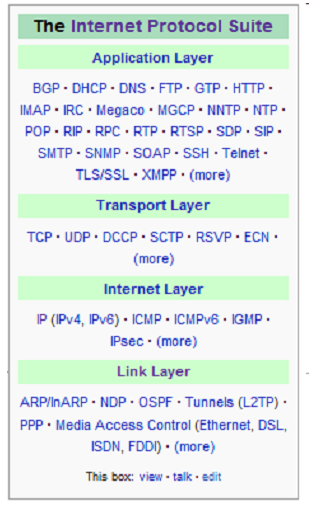 The Internet Protocol Suite
Application Layer
BGP · DHCP · DNS · FTP · GTP · HTTP ·
IMAP · IRC · Megaco · MGCP · NNTP · NTP ·
POP · RIP · RPC · RTP · RTSP · SDP · SIP ·
SMTP · SNMP · SOAP · SSH · Telnet ·
TLS/SSL · XMPP · (more)
Transport Layer
TCP · UDP · DCCP · SCTP · RSVP · ECN ·
(more)
Internet Layer
IP (IPv4, IPv6) · ICMP · ICMPv6 · IGMP ·
IPsec · (more)
Link Layer
ARP/InARP · NDP · OSPF · Tunnels (L2TP) ·
PPP · Media Access Control (Ethernet, DSL,
ISDN, FDDI) · (more)
This box: view · talk · edit